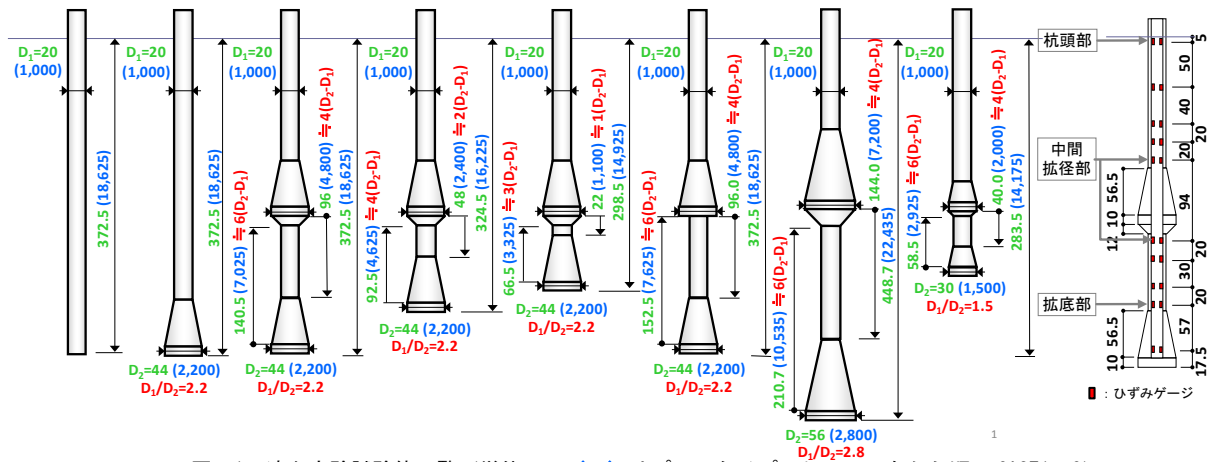 D₁=20
(1,000)
372.5 (18,625)
D₁=20
(1,000)
372.5 (18,625)
D₂=44 (2,200)
D₁/D₂=2.2
D₁=20
(1,000)
96 (4,800) ≒4(D₂-D₁)
140.5 (7,025) ≒6(D₂-D₁)
372.5 (18,625)
D₂=44 (2,200)
D₁/D₂=2.2
D₁=20
(1,000)
48 (2,400) ≒2(D₂-D₁)
92.5(4,625) ≒4(D₂-D₁)
324.5 (16,225)
D₂=44 (2,200)
D₁/D₂=2.2
D₁=20
(1,000)
22 (1,100) ≒1(D₂-D₁)
66.5 (3,325) ≒3(D₂-D₁)
298.5 (14,925)
D₂=44 (2,200)
D₁/D₂=2.2
D₁=20
(1,000)
96.0 (4,800) ≒4(D₂-D₁)
152.5 (7,625) ≒6(D₂-D₁)
372.5 (18,625)
D₂=44 (2,200)
D₁/D₂=2.2
D₁=20
(1,000)
144.0 (7,200) ≒4(D₂-D₁)
210.7 (10,535) ≒6(D₂-D₁)
448.7 (22,435)
D₂=56 (2,800)
D₁/D₂=2.8
D₁=20
(1,000)
40.0 (2,000) ≒4(D₂-D₁)
58.5 (2,925) ≒6(D₂-D₁)
283.5 (14,175)
D₂=30 (1,500)
D₁/D₂=1.5
杭頭部
中間
拡径部
拡底部
5
50
40
20
20
94
20
30
20
57
17.5
56.5
10
12
56.5
10
：ひずみゲージ
1